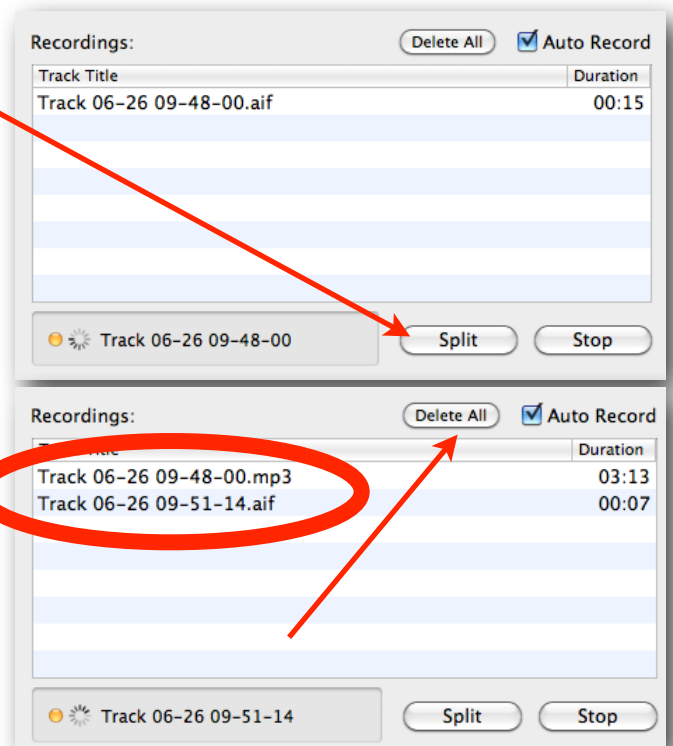 Recordings: Delete All Auto Record
Track Title Duration
Track 06-26 09-48-00.aif 00:15
Track 06-26 09-48-00 Split Stop
Recordings: Delete All Auto Record
Duration
Track 06-26 09-48-00.mp3 03:13
Track 06-26 09-51-14.aif 00:07
Track 06-26 09-51-14 Split Stop